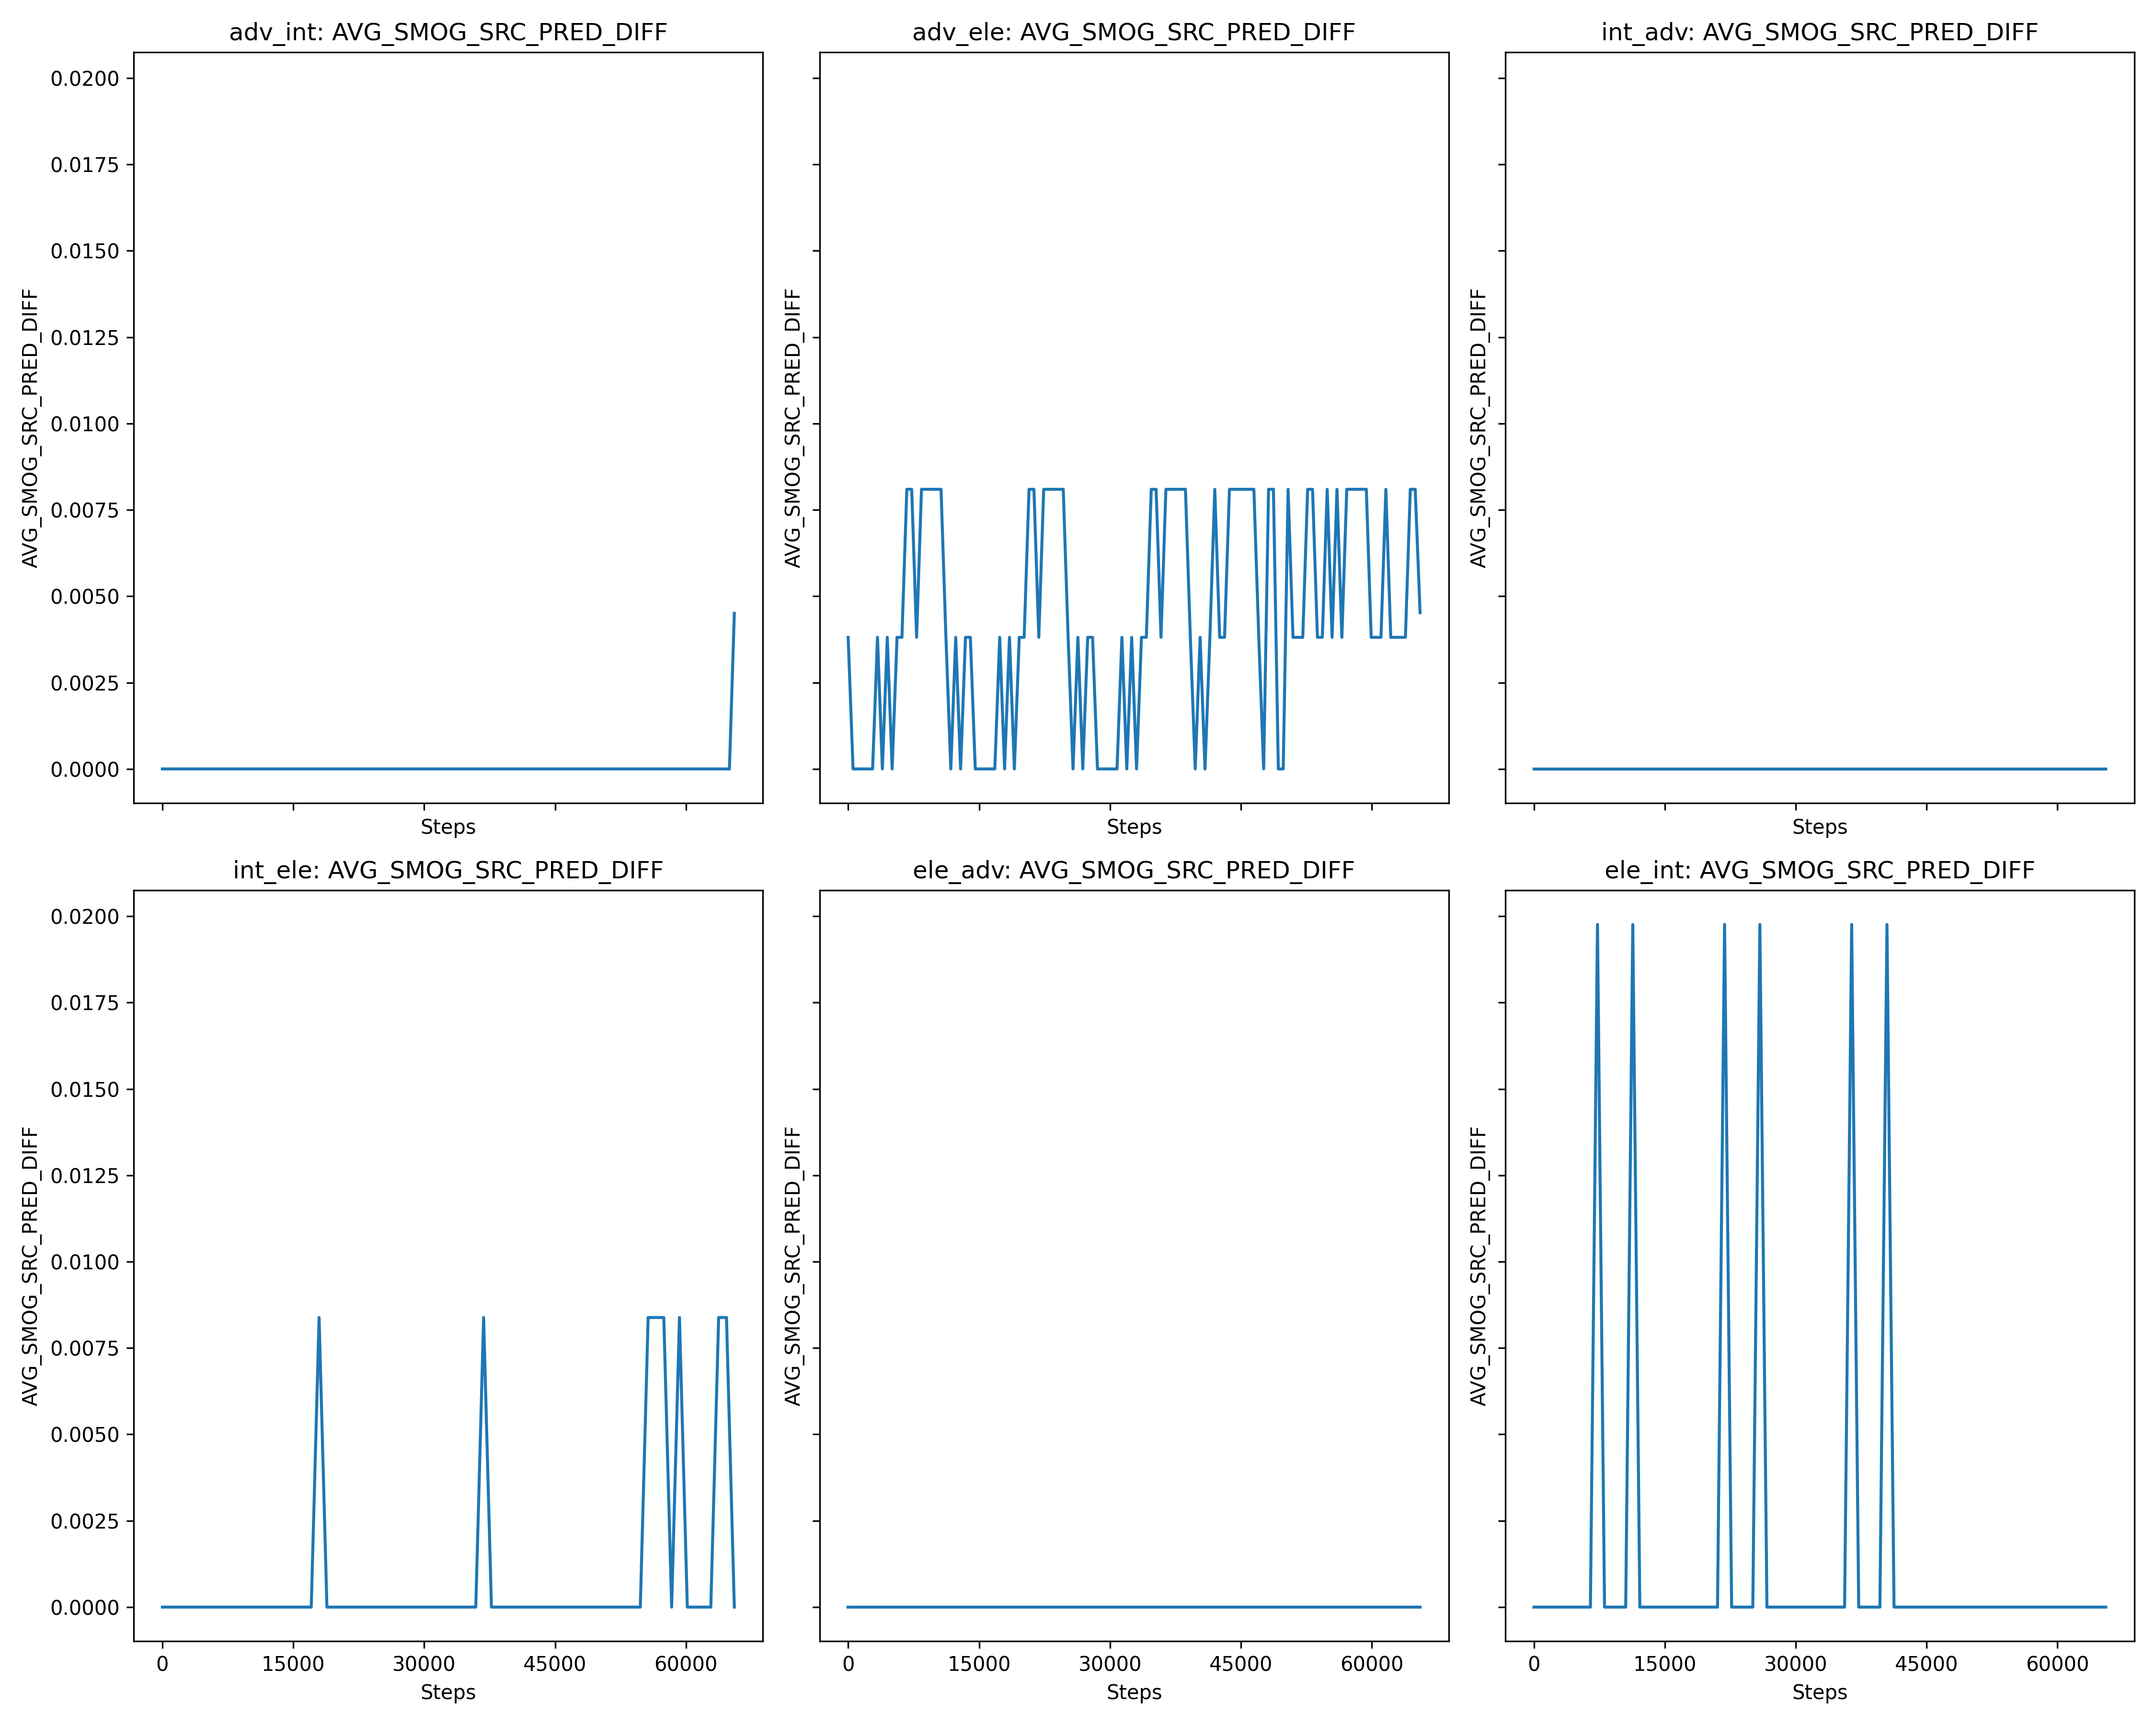 adv_int: AVG_SMOG_SRC_PRED_DIFF
adv_ele: AVG_SMOG_SRC_PRED_DIFF
int_adv: AVG_SMOG_SRC_PRED_DIFF
AVG_SMOG_SRC_PRED_DIFF
0.0200
0.0175
0.0150
0.0125
0.0100
0.0075
0.0050
0.0025
0.0000
AVG_SMOG_SRC_PRED_DIFF
AVG_SMOG_SRC_PRED_DIFF
Steps
Steps
Steps
int_ele: AVG_SMOG_SRC_PRED_DIFF
ele_adv: AVG_SMOG_SRC_PRED_DIFF
ele_int: AVG_SMOG_SRC_PRED_DIFF
AVG_SMOG_SRC_PRED_DIFF
0.0200
0.0175
0.0150
0.0125
0.0100
0.0075
0.0050
0.0025
0.0000
AVG_SMOG_SRC_PRED_DIFF
AVG_SMOG_SRC_PRED_DIFF
0 15000 30000 45000 60000
0 15000 30000 45000 60000
0 15000 30000 45000 60000
Steps
Steps
Steps